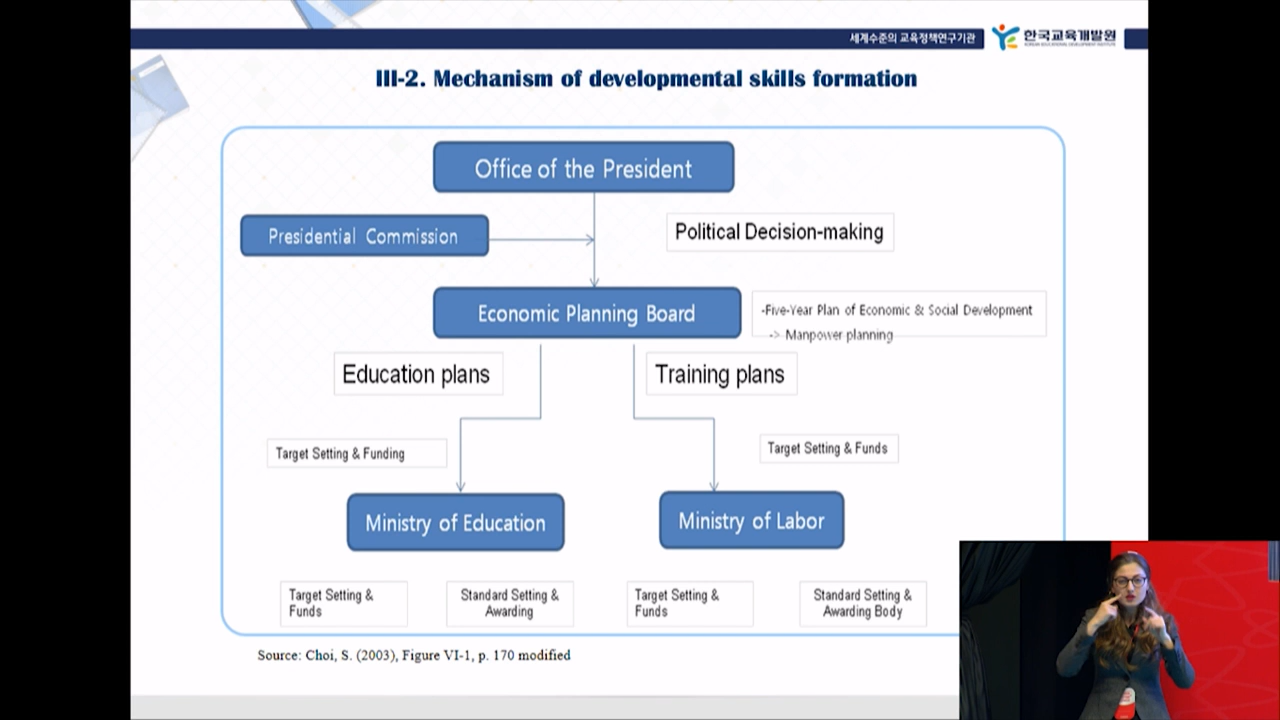 세계수준의 교육정책연구기관
한국교육개발원
KOREAN EDUCATIONAL DEVELOPMENT INSTITUTE
III-2. Mechanism of developmental skills formation
Office of the President
Presidential Commission
Political Decision-making
Economic Planning Board
-Five-Year Plan of Economic & Social Development
-> Manpower planning
Education plans
Training plans
Target Setting & Funding
Target Setting & Funds
Ministry of Education
Ministry of Labor
Target Setting &
Funds
Standard Setting &
Awarding
Target Setting &
Funds
Standard Setting &
Awarding Body
Source: Choi, S. (2003), Figure VI-1, p. 170 modified